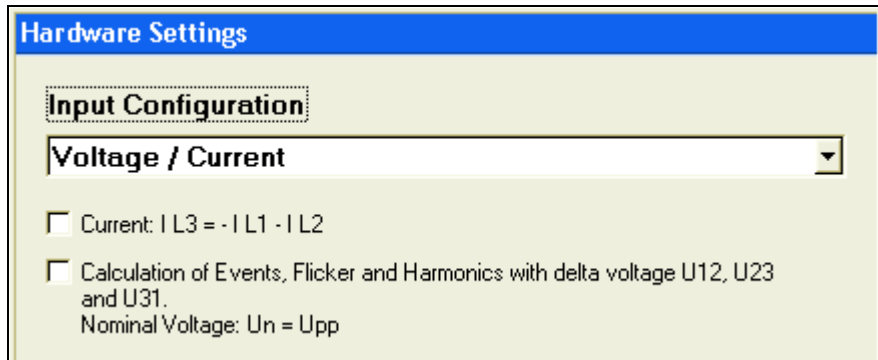 Hardware Settings
Input Configuration
Voltage / Current
Current: I L3 = - I L1 - I L2
Calculation of Events, Flicker and Harmonics with delta voltage U12, U23
and U31.
Nominal Voltage: Un = Upp